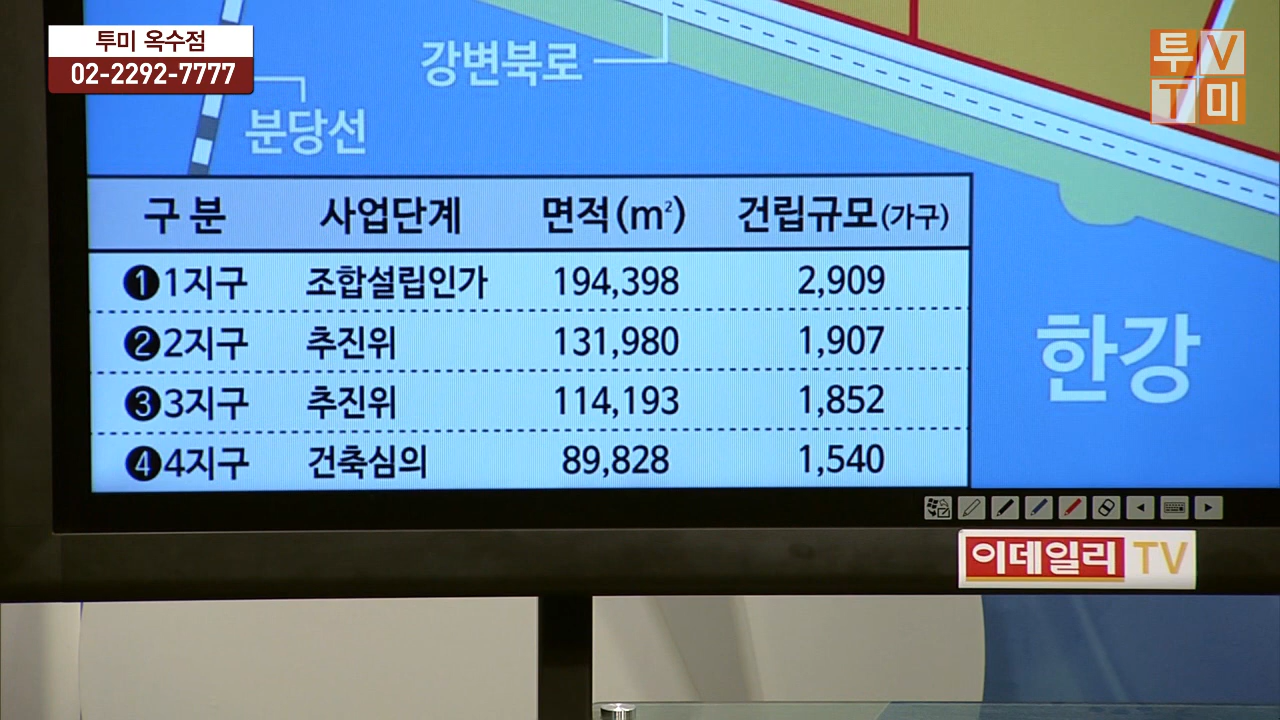 투미 옥수점
02-2292-7777
강변북로
투V
T미
분당선
구 분 사업단계 면적(m²) 건립규모(가구)
❶1지구 조합설립인가 194,398 2,909
❷2지구 추진위 131,980 1,907
❸3지구 추진위 114,193 1,852
❹4지구 건축심의 89,828 1,540
한강
이데일리 TV